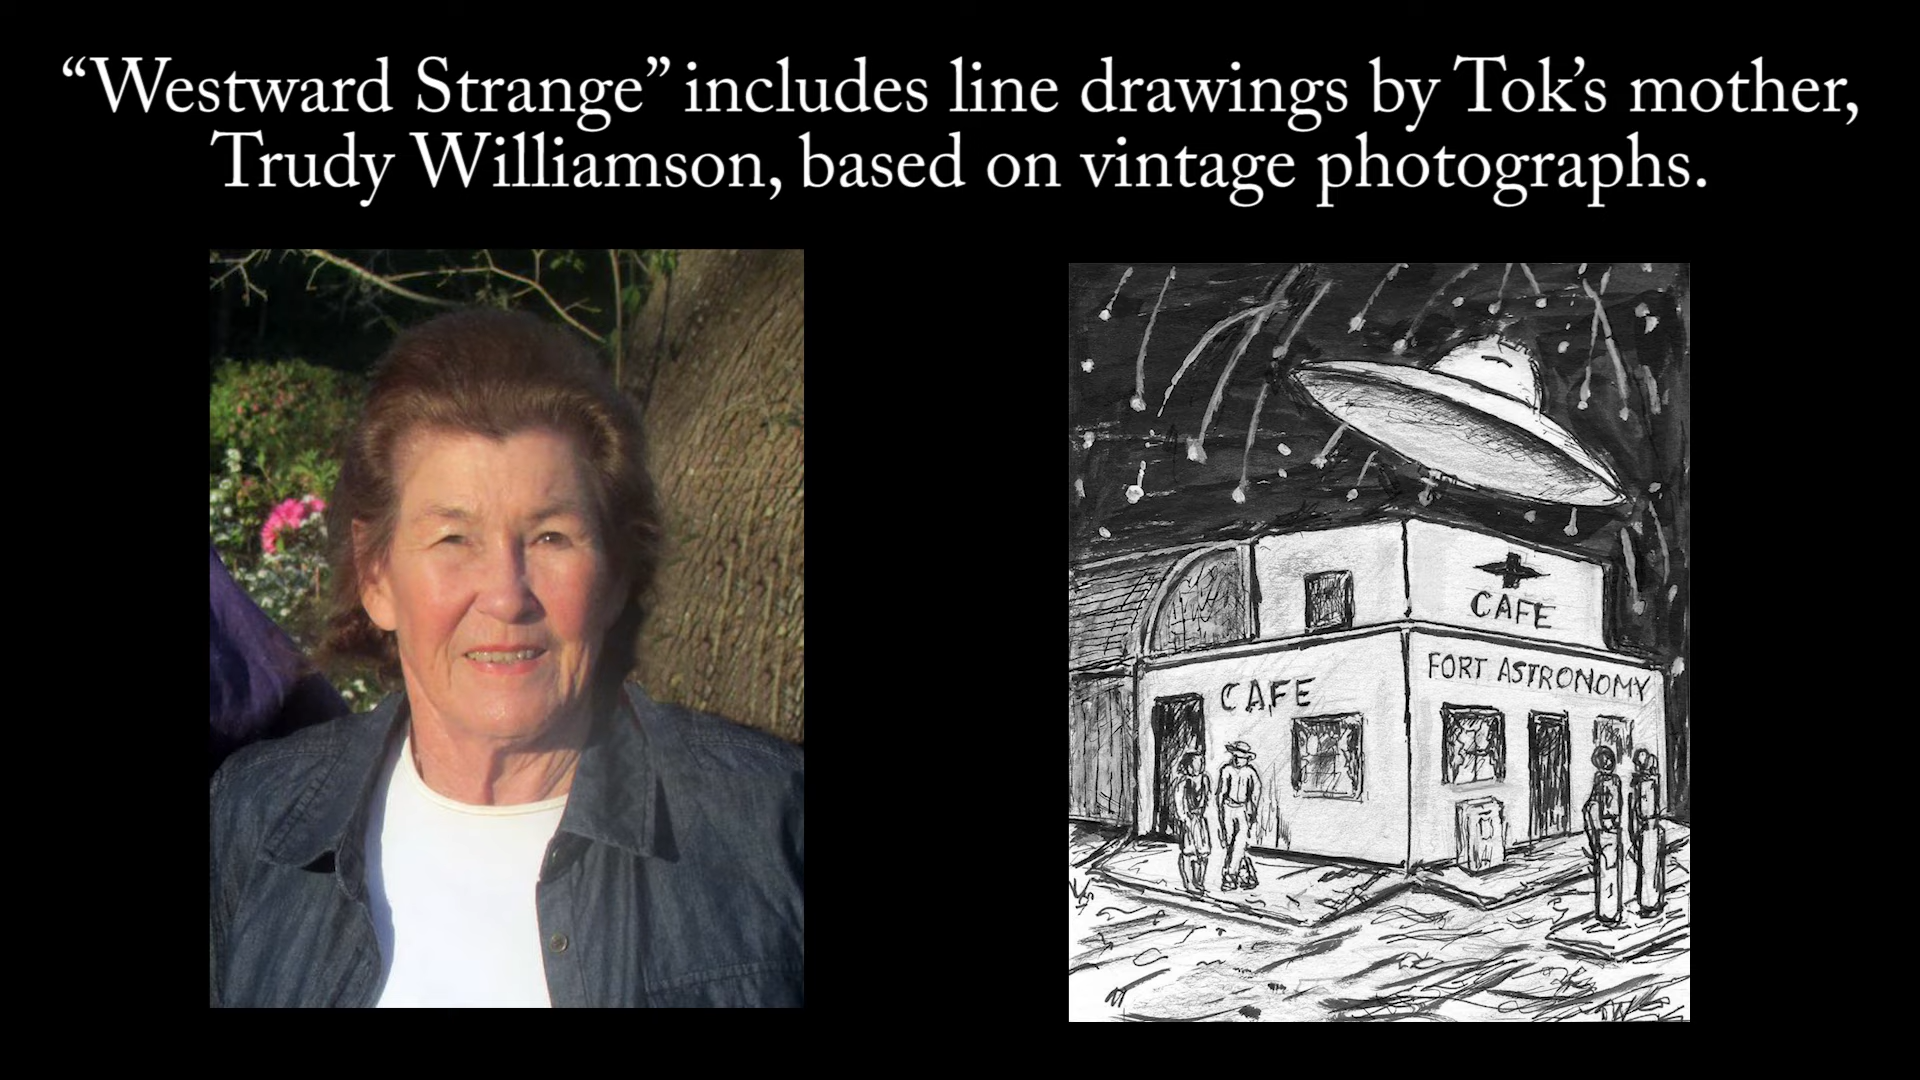 “Westward Strange” includes line drawings by Tok’s mother,
Trudy Williamson, based on vintage photographs.
CAFE
CAFE
FORT ASTRONOMY